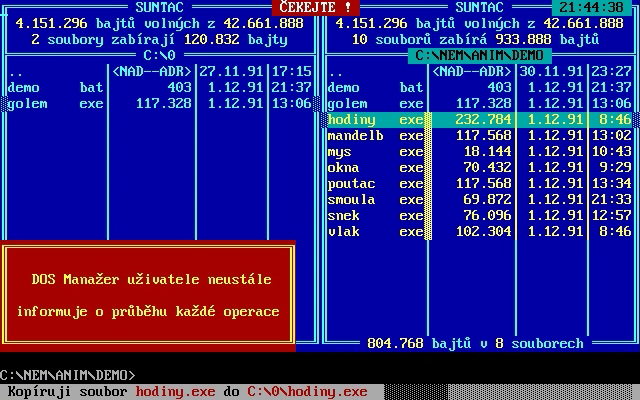 SUNTAC ČEKEJTE ! SUNTAC 21:44:38
4.151.296 bajtů volných z 42.661.888
2 soubory zabírají 120.832 bajty
C:\0
.. <NAD--ADR> 27.11.91 17:15
demo bat 403 1.12.91 21:37
golem exe 117.328 1.12.91 13:06
4.151.296 bajtů volných z 42.661.888
10 souborů zabírá 933.888 bajtů
C:\NEM\ANIM\DEMO
.. <NAD--ADR> 30.11.91 23:27
demo bat 403 1.12.91 21:37
golem exe 117.328 1.12.91 13:06
hodiny exe 232.784 1.12.91 8:46
mandelb exe 117.568 1.12.91 13:02
mys exe 18.144 1.12.91 10:43
okna exe 70.432 1.12.91 9:29
poutac exe 117.568 1.12.91 13:34
smoula exe 69.872 1.12.91 21:33
snek exe 76.096 1.12.91 12:57
vlak exe 102.304 1.12.91 8:46
804.768 bajtů v 8 souborech
DOS Manažer uživatele neustále
informuje o průběhu každé operace
C:\NEM\ANIM\DEMO>
Kopíruji soubor hodiny.exe do C:\0\hodiny.exe